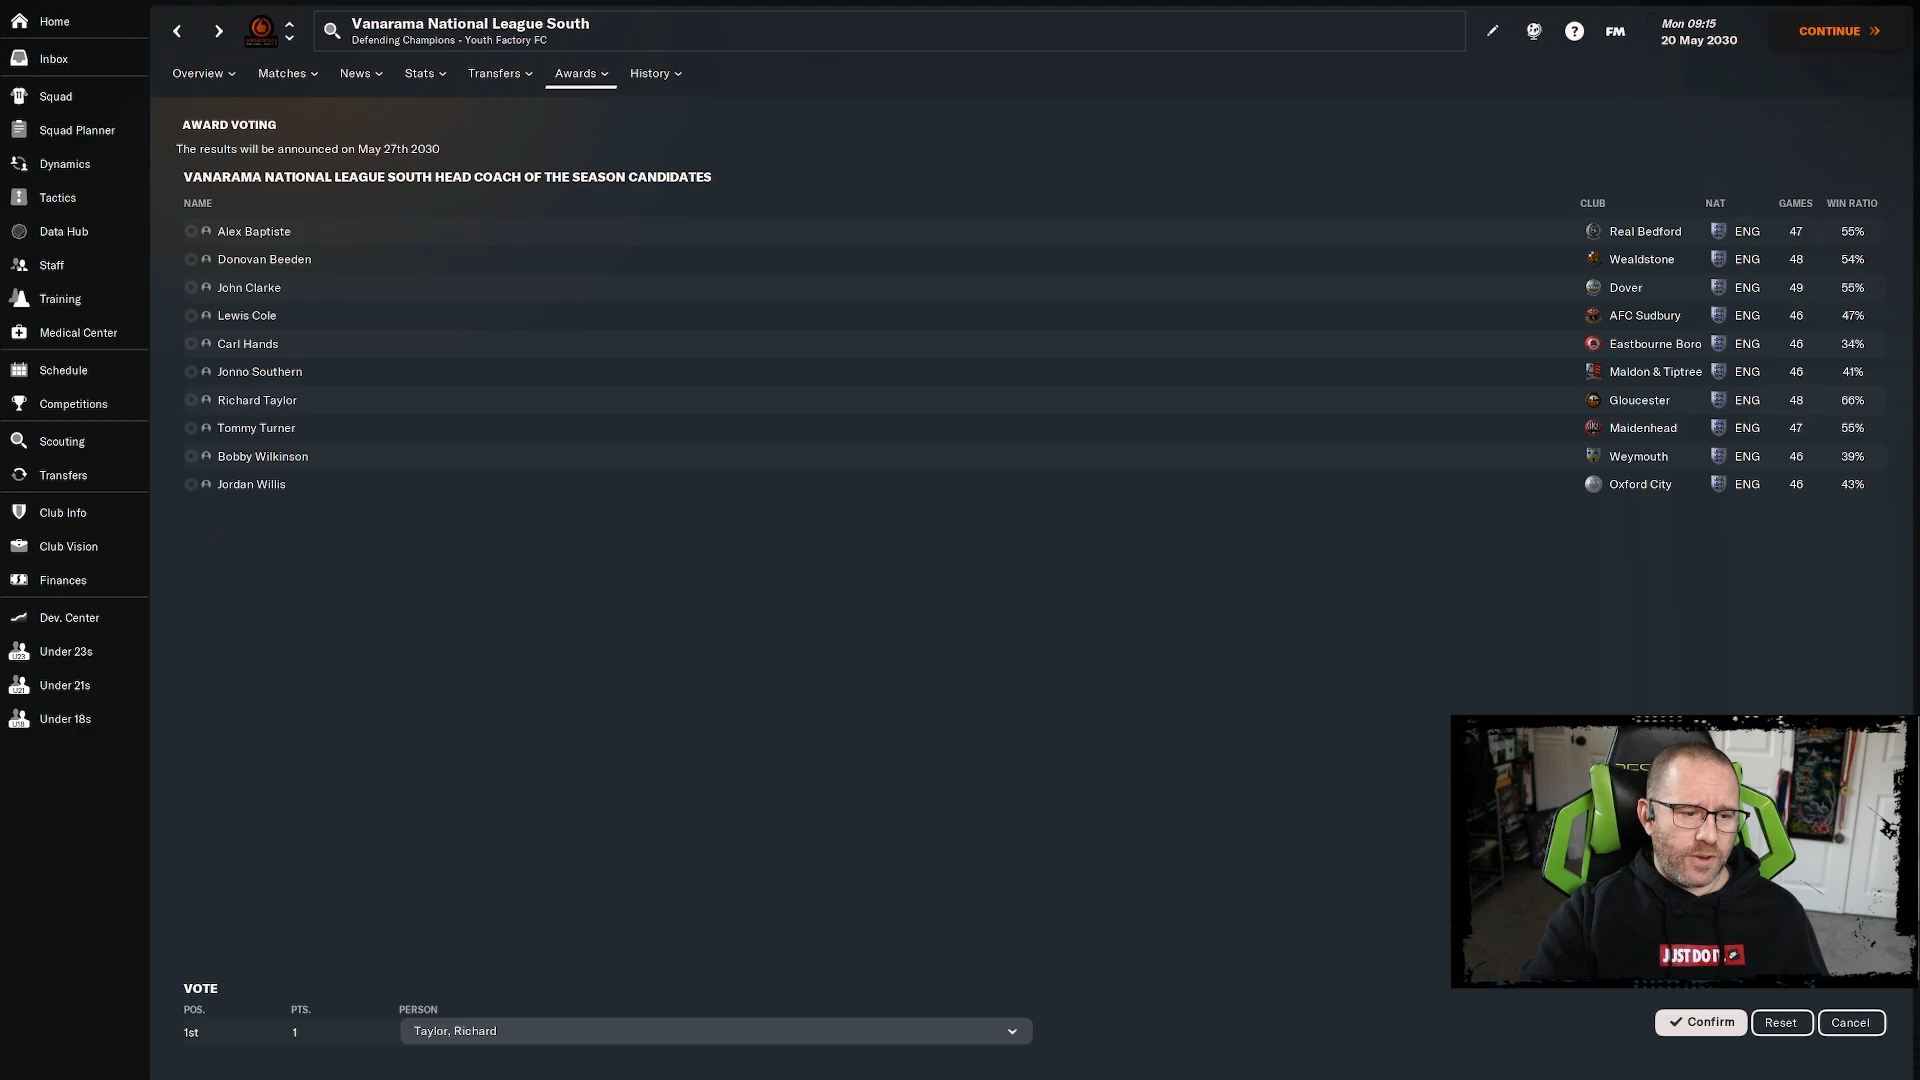 Home
Inbox
Squad
Squad Planner
Dynamics
Tactics
Data Hub
Staff
Training
Medical Center
Schedule
Competitions
Scouting
Transfers
Club Info
Club Vision
Finances
Dev. Center
U23 Under 23s
U21 Under 21s
U18 Under 18s
Vanarama National League South
Defending Champions - Youth Factory FC
? FM
Mon 09:15
20 May 2030
CONTINUE
Overview Matches News Stats Transfers Awards History
AWARD VOTING
The results will be announced on May 27th 2030
VANARAMA NATIONAL LEAGUE SOUTH HEAD COACH OF THE SEASON CANDIDATES
NAME CLUB NAT GAMES WIN RATIO
Alex Baptiste Real Bedford ENG 47 55%
Donovan Beeden Wealdstone ENG 48 54%
John Clarke Dover ENG 49 55%
Lewis Cole AFC Sudbury ENG 46 47%
Carl Hands Eastbourne Boro ENG 46 34%
Jonno Southern Maldon & Tiptree ENG 46 41%
Richard Taylor Gloucester ENG 48 66%
Tommy Turner Maidenhead ENG 47 55%
Bobby Wilkinson Weymouth ENG 46 39%
Jordan Willis Oxford City ENG 46 43%
JUST DO IT.
VOTE
POS. PTS. PERSON
1st 1 Taylor, Richard
Confirm Reset Cancel